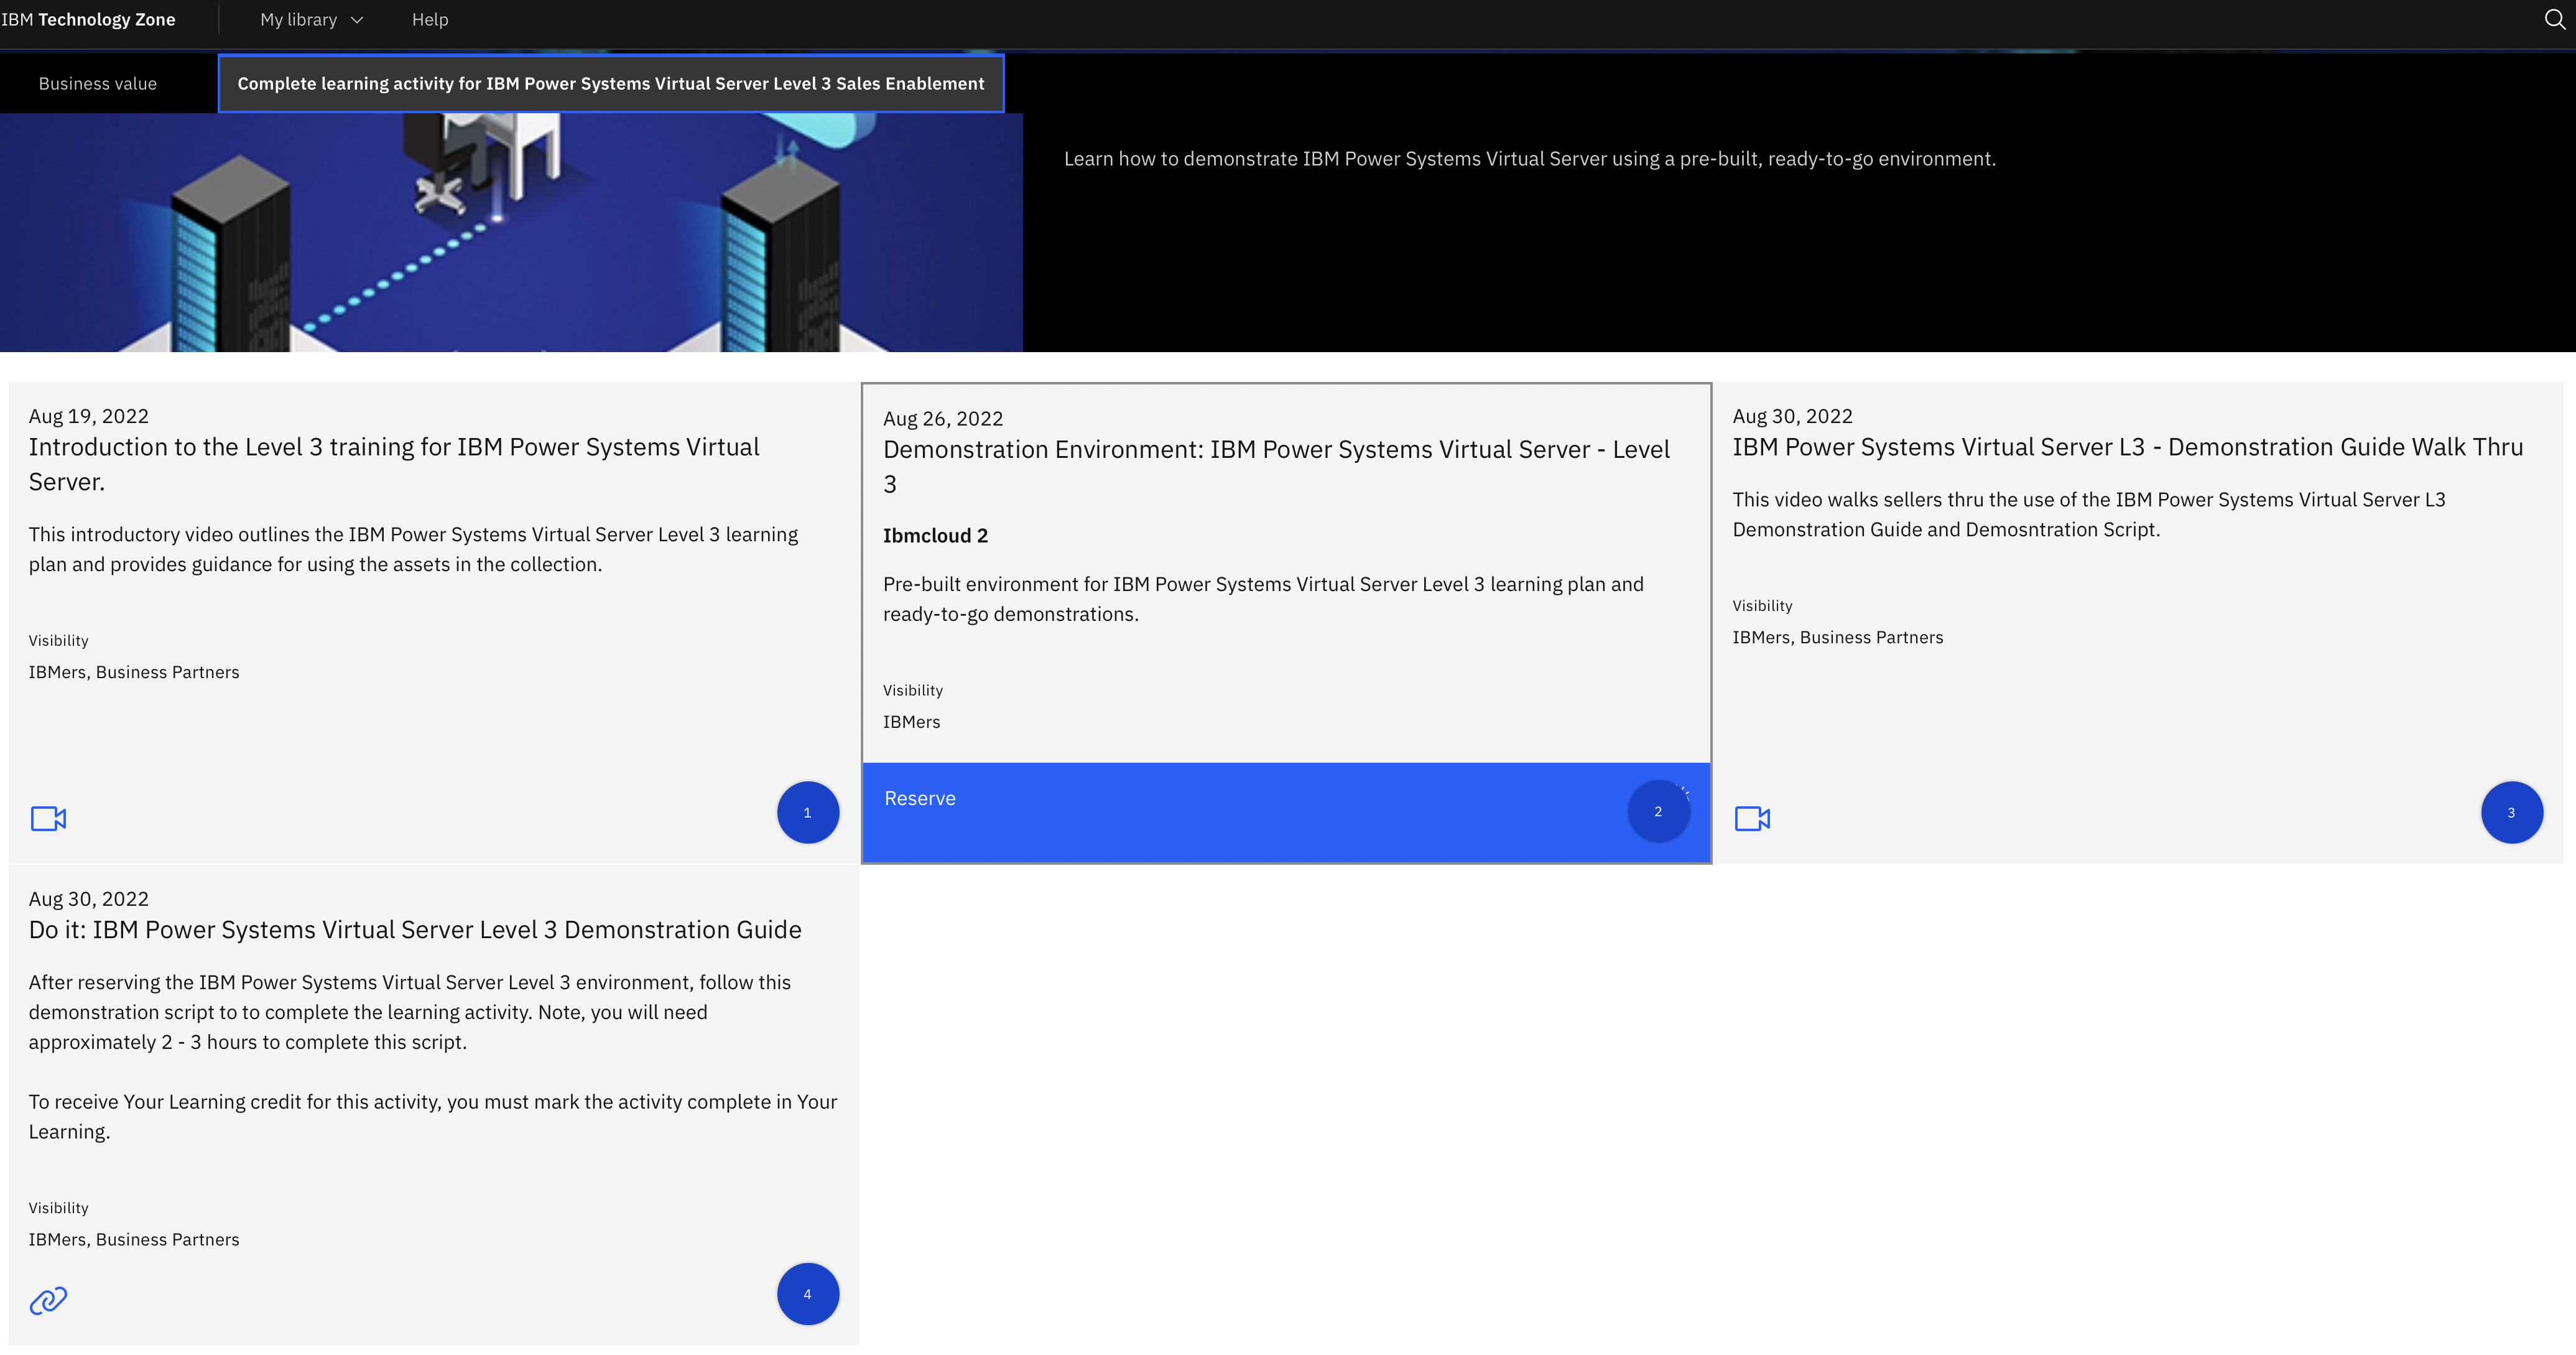 IBM Technology Zone
My library
Help
Business value
Complete learning activity for IBM Power Systems Virtual Server Level 3 Sales Enablement
Learn how to demonstrate IBM Power Systems Virtual Server using a pre-built, ready-to-go environment.
Aug 19, 2022
Introduction to the Level 3 training for IBM Power Systems Virtual
Server.
This introductory video outlines the IBM Power Systems Virtual Server Level 3 learning
plan and provides guidance for using the assets in the collection.
Visibility
IBMers, Business Partners
1
Aug 26, 2022
Demonstration Environment: IBM Power Systems Virtual Server - Level
3
Ibmcloud 2
Pre-built environment for IBM Power Systems Virtual Server Level 3 learning plan and
ready-to-go demonstrations.
Visibility
IBMers
Reserve
2
Aug 30, 2022
IBM Power Systems Virtual Server L3 - Demonstration Guide Walk Thru
This video walks sellers thru the use of the IBM Power Systems Virtual Server L3
Demonstration Guide and Demosntration Script.
Visibility
IBMers, Business Partners
3
Aug 30, 2022
Do it: IBM Power Systems Virtual Server Level 3 Demonstration Guide
After reserving the IBM Power Systems Virtual Server Level 3 environment, follow this
demonstration script to to complete the learning activity. Note, you will need
approximately 2 - 3 hours to complete this script.
To receive Your Learning credit for this activity, you must mark the activity complete in Your
Learning.
Visibility
IBMers, Business Partners
4